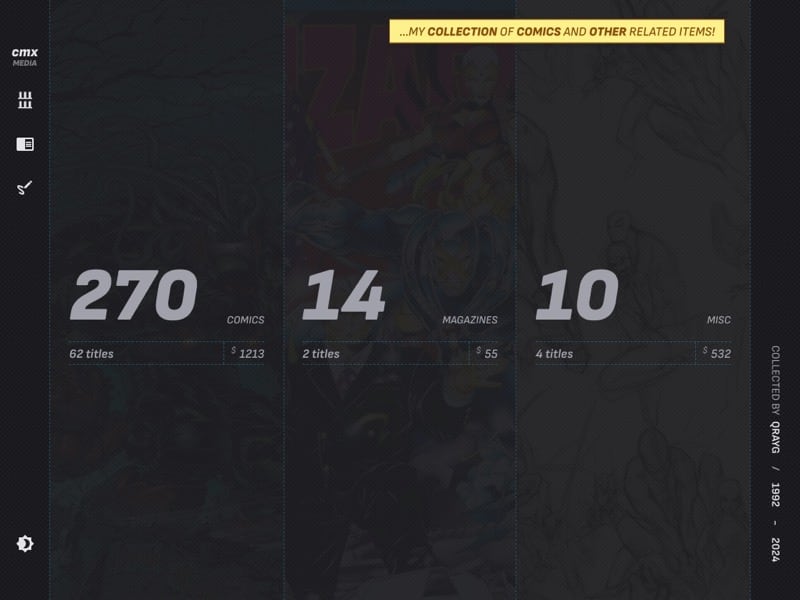 ...MY COLLECTION OF COMICS AND OTHER RELATED ITEMS!
cmx
MEDIA
270 COMICS
62 titles $ 1213
14 MAGAZINES
2 titles $ 55
10 MISC
4 titles $ 532
COLLECTED BY QRAYG / 1992 - 2024